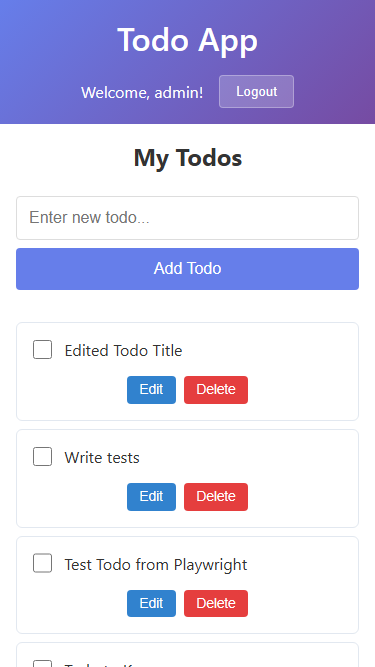 Todo App
Welcome, admin!
Logout
My Todos
Enter new todo...
Add Todo
Edited Todo Title
Edit
Delete
Write tests
Edit
Delete
Test Todo from Playwright
Edit
Delete